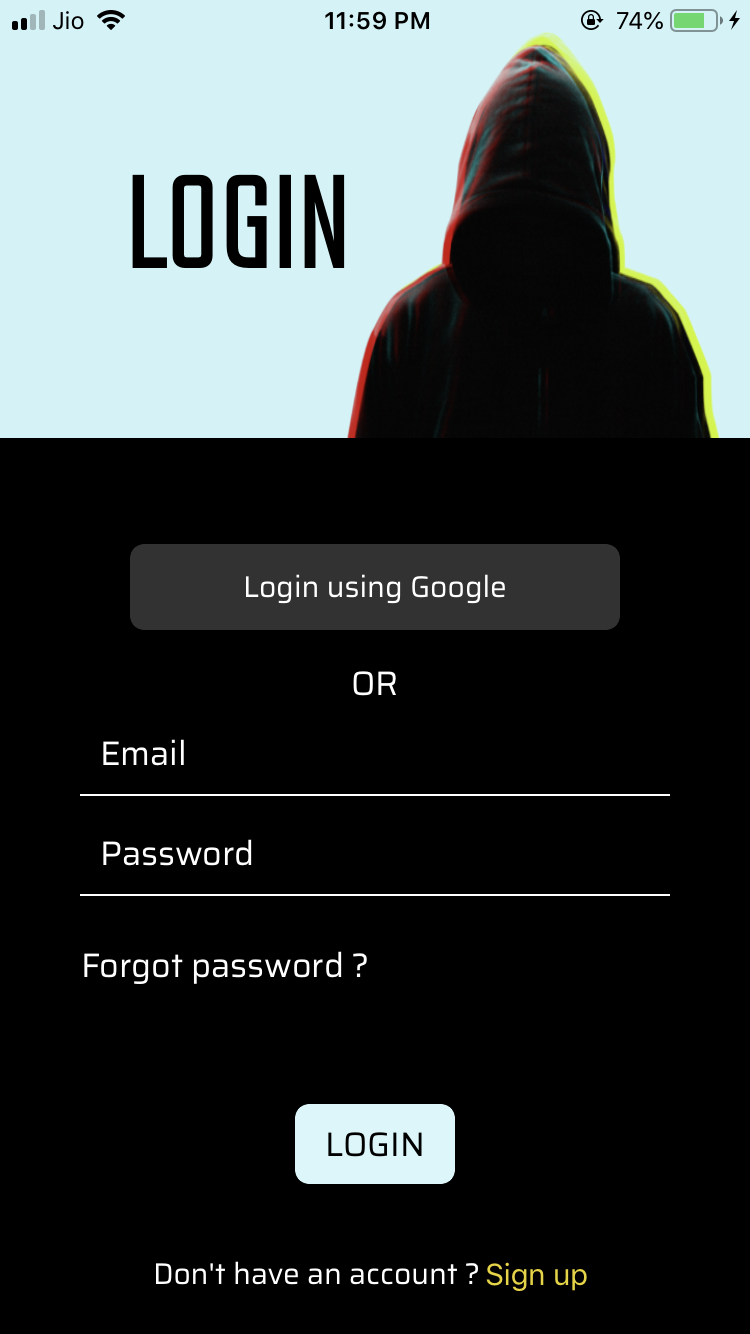 Jio 11:59 PM 74%
LOGIN
Login using Google
OR
Email
Password
Forgot password ?
LOGIN
Don't have an account ? Sign up